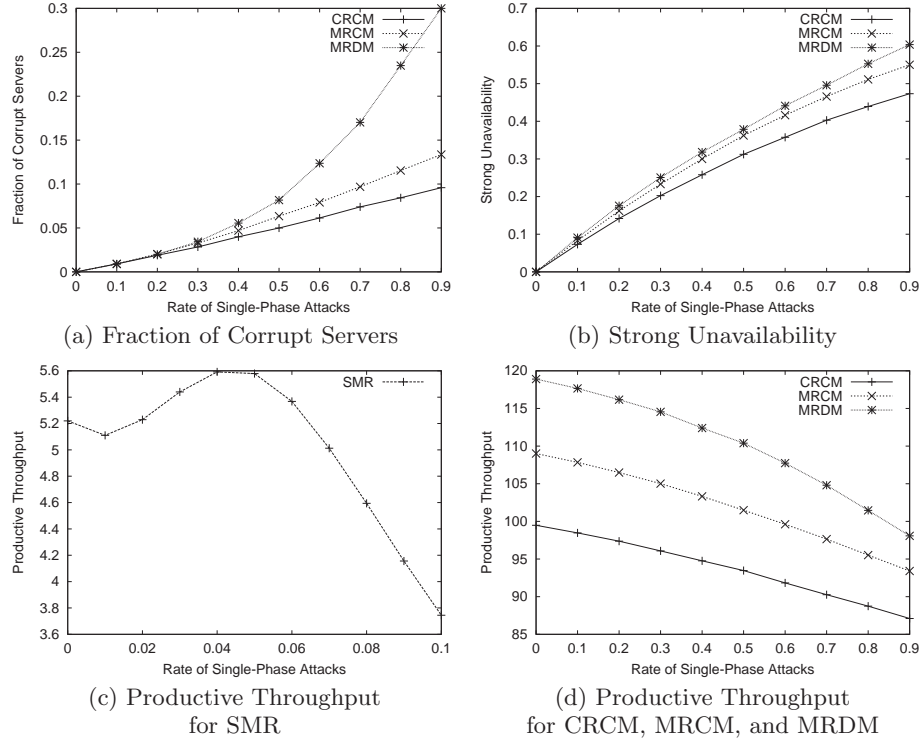 CRCM
MRCM
MRDM
0.3
0.25
0.2
0.15
0.1
0.05
0
Fraction of Corrupt Servers
0 0.1 0.2 0.3 0.4 0.5 0.6 0.7 0.8 0.9
Rate of Single-Phase Attacks
(a) Fraction of Corrupt Servers
CRCM
MRCM
MRDM
0.7
0.6
0.5
0.4
0.3
0.2
0.1
0
Strong Unavailability
0 0.1 0.2 0.3 0.4 0.5 0.6 0.7 0.8 0.9
Rate of Single-Phase Attacks
(b) Strong Unavailability
SMR
5.6
5.4
5.2
5
4.8
4.6
4.4
4.2
4
3.8
3.6
Productive Throughput
0 0.02 0.04 0.06 0.08 0.1
Rate of Single-Phase Attacks
(c) Productive Throughput
for SMR
CRCM
MRCM
MRDM
120
115
110
105
100
95
90
85
Productive Throughput
0 0.1 0.2 0.3 0.4 0.5 0.6 0.7 0.8 0.9
Rate of Single-Phase Attacks
(d) Productive Throughput
for CRCM, MRCM, and MRDM